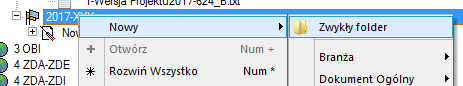 1-Wersja Projektu2017-624_B.txt
Nowy
Zwykły folder
3 OBI
Otwórz Num +
Branża
4 ZDA-ZDE
4 ZDA-ZDI
Rozwiń Wszystko Num *
Dokument Ogólny